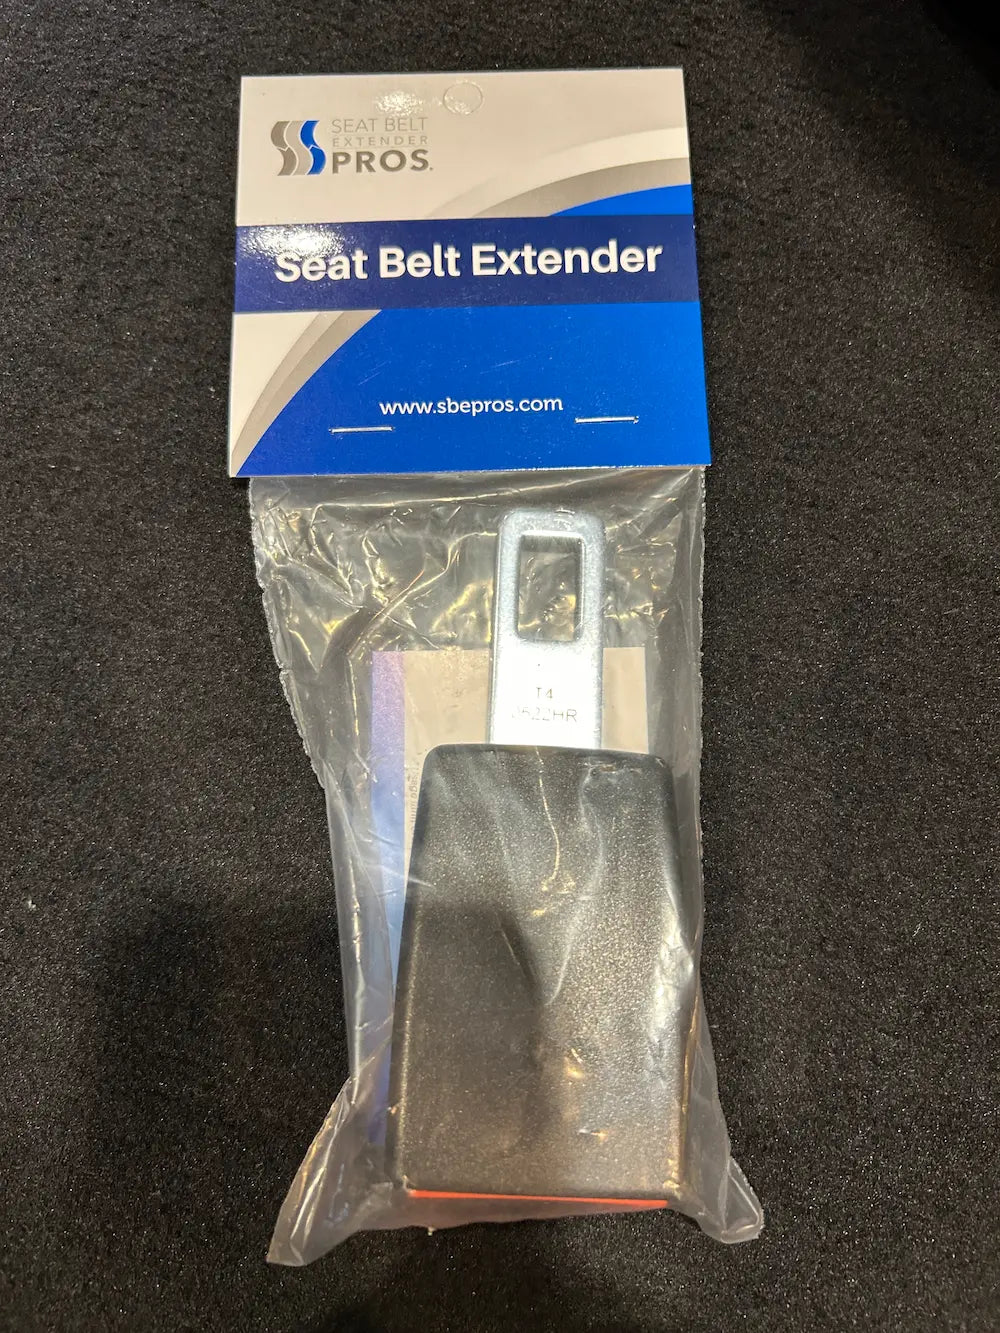 SEAT BELT
EXTENDER
PROS.
Seat Belt Extender
www.sbepros.com
T4